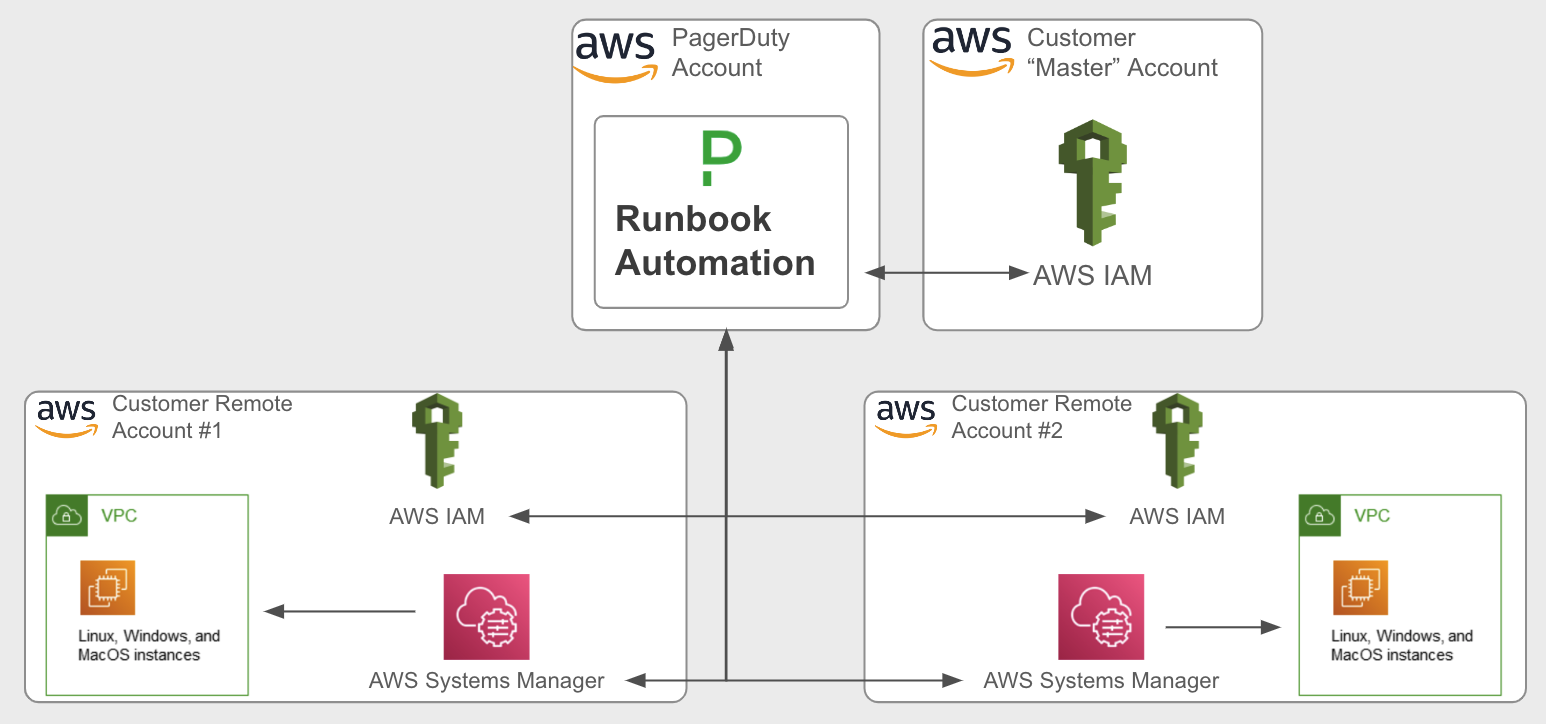 aws
PagerDuty
Account
P
Runbook
Automation
aws
Customer
“Master” Account
AWS IAM
aws
Customer Remote
Account #1
AWS IAM
VPC
Linux, Windows, and
MacOS instances
AWS Systems Manager
aws
Customer Remote
Account #2
AWS IAM
VPC
Linux, Windows, and
MacOS instances
AWS Systems Manager